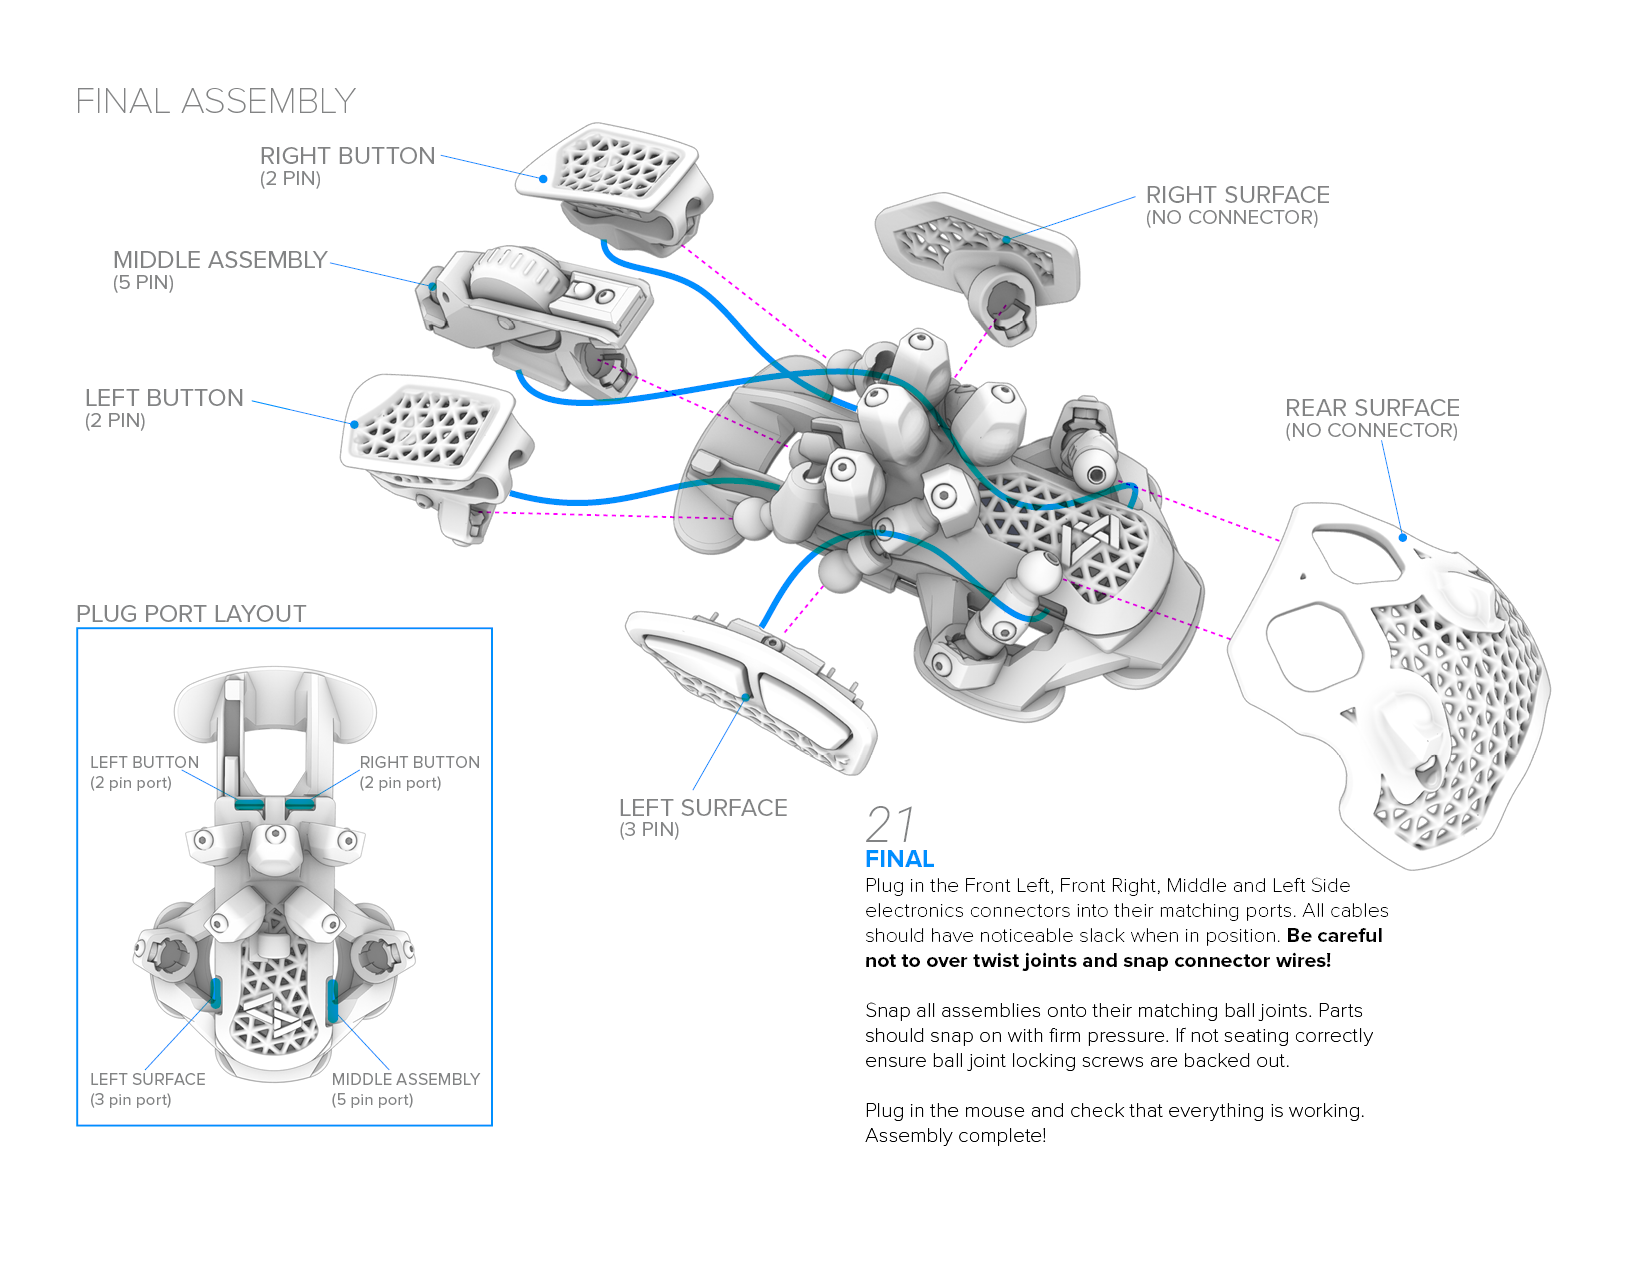 FINAL ASSEMBLY
RIGHT BUTTON
(2 PIN)
MIDDLE ASSEMBLY
(5 PIN)
LEFT BUTTON
(2 PIN)
RIGHT SURFACE
(NO CONNECTOR)
REAR SURFACE
(NO CONNECTOR)
LEFT SURFACE
(3 PIN)
PLUG PORT LAYOUT
LEFT BUTTON
(2 pin port)
RIGHT BUTTON
(2 pin port)
LEFT SURFACE
(3 pin port)
MIDDLE ASSEMBLY
(5 pin port)
21
FINAL
Plug in the Front Left, Front Right, Middle and Left Side
electronics connectors into their matching ports. All cables
should have noticeable slack when in position. Be careful
not to over twist joints and snap connector wires!
Snap all assemblies onto their matching ball joints. Parts
should snap on with firm pressure. If not seating correctly
ensure ball joint locking screws are backed out.
Plug in the mouse and check that everything is working.
Assembly complete!